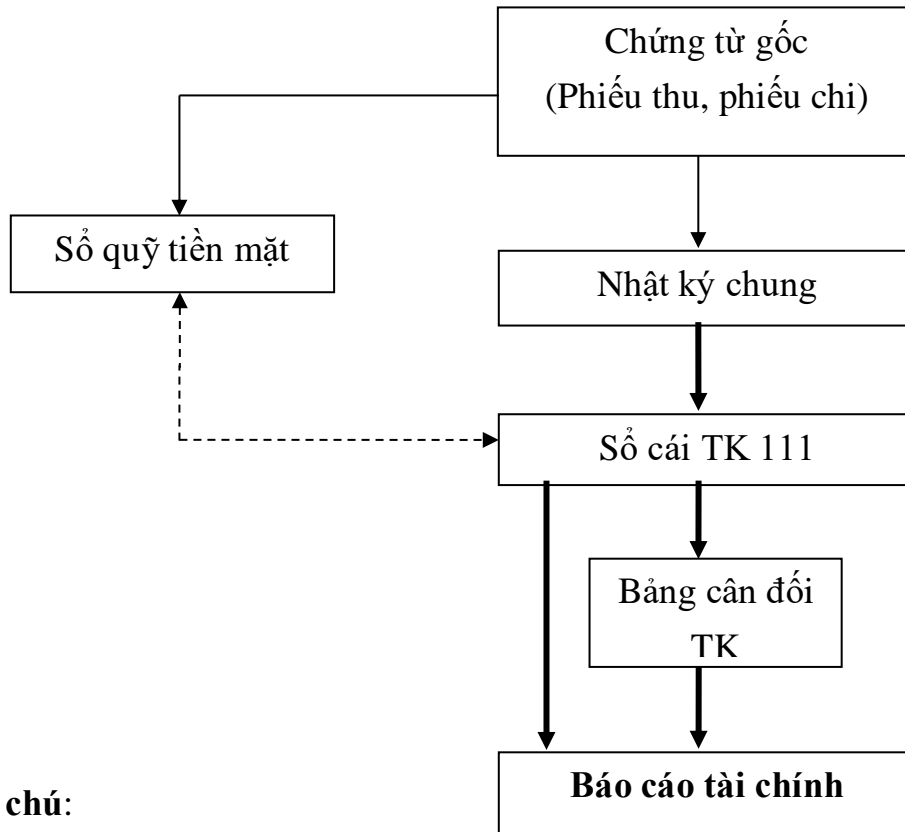 Chứng từ gốc
(Phiếu thu, phiếu chi)
Sổ quỹ tiền mặt
Nhật ký chung
Sổ cái TK 111
Bảng cân đối
TK
Báo cáo tài chính
chú: